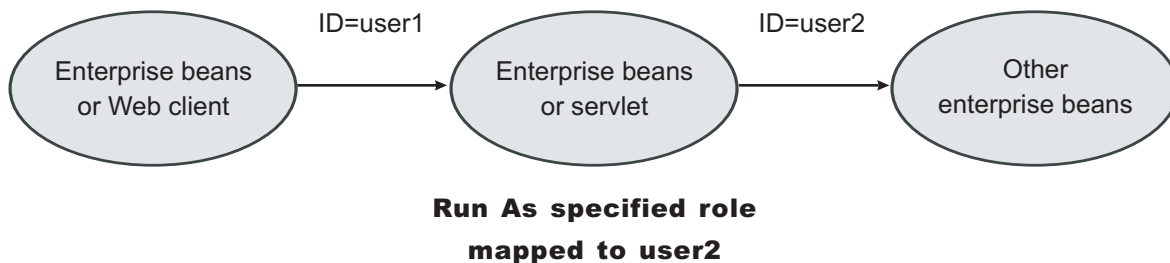 ID=user1
ID=user2
Enterprise beans
or Web client
Enterprise beans
or servlet
Other
enterprise beans
Run As specified role
mapped to user2